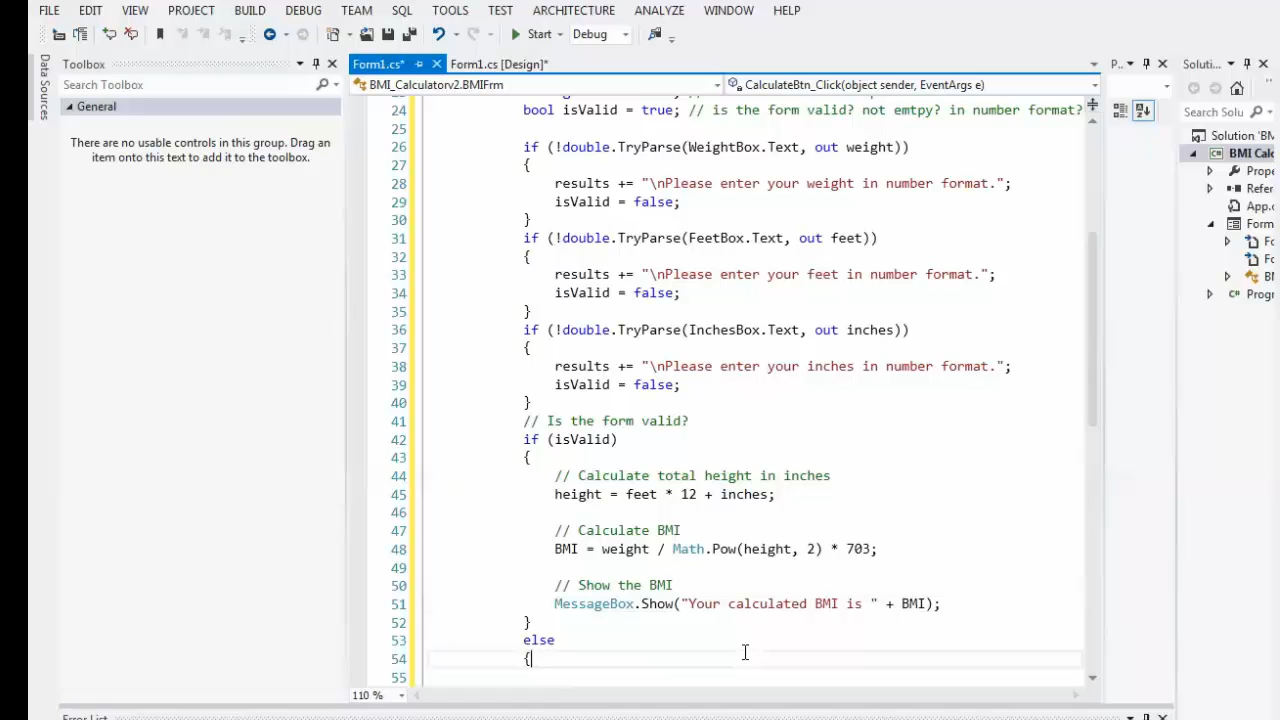 FILE EDIT VIEW PROJECT BUILD DEBUG TEAM SQL TOOLS TEST ARCHITECTURE ANALYZE WINDOW HELP
Start Debug
Data Sources
Toolbox
Form1.cs* Form1.cs [Design]*
P.. Soluti...
Search Toolbox
BMI_Calculatorv2.BMIFrm
CalculateBtn_Click(object sender, EventArgs e)
General
There are no usable controls in this group. Drag an
item onto this text to add it to the toolbox.
24 bool isValid = true; // is the form valid? not emtpy? in number format?
25
26 if (!double.TryParse(WeightBox.Text, out weight))
27 {
28 results += "\nPlease enter your weight in number format.";
29 isValid = false;
30 }
31 if (!double.TryParse(FeetBox.Text, out feet))
32 {
33 results += "\nPlease enter your feet in number format.";
34 isValid = false;
35 }
36 if (!double.TryParse(InchesBox.Text, out inches))
37 {
38 results += "\nPlease enter your inches in number format.";
39 isValid = false;
40 }
41 // Is the form valid?
42 if (isValid)
43 {
44 // Calculate total height in inches
45 height = feet * 12 + inches;
46
47 // Calculate BMI
48 BMI = weight / Math.Pow(height, 2) * 703;
49
50 // Show the BMI
51 MessageBox.Show("Your calculated BMI is " + BMI);
52 }
53 else
54 {
55
110 %
Search Solu
Solution 'BM
BMI Calc
Prope
Refer
App.c
Form
Fo
Fo
BM
Progr